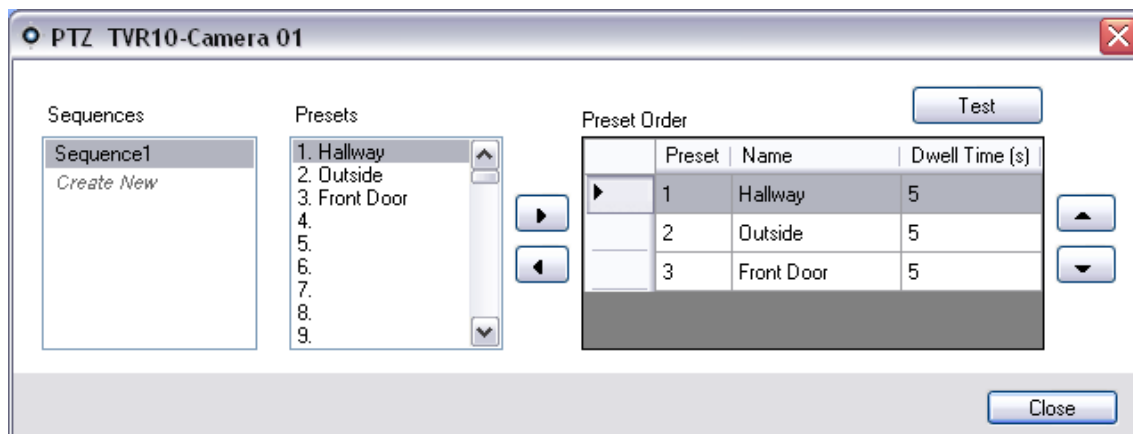 PTZ TVR10-Camera 01
Sequences
Sequence1
Create New
Presets
1. Hallway
2. Outside
3. Front Door
4.
5.
6.
7.
8.
9.
Test
Preset Order
Preset Name Dwell Time (s)
1 Hallway 5
2 Outside 5
3 Front Door 5
Close